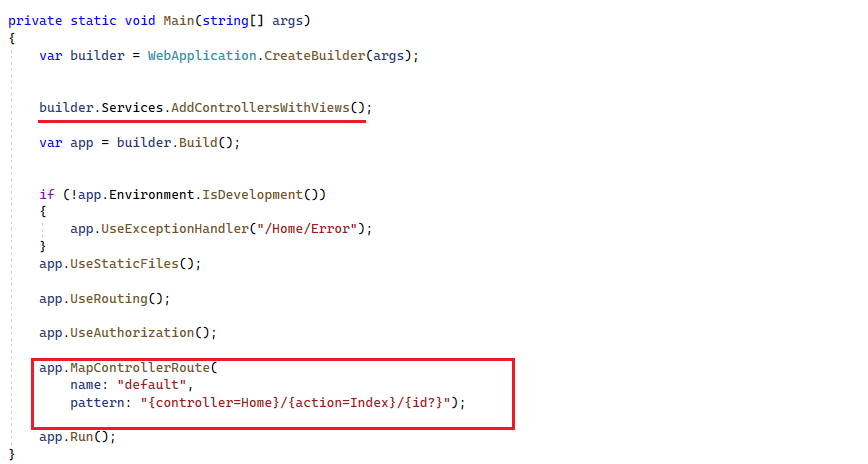 private static void Main(string[] args)
{
    var builder = WebApplication.CreateBuilder(args);
    builder.Services.AddControllersWithViews();
    var app = builder.Build();
    if (!app.Environment.IsDevelopment())
    {
        app.UseExceptionHandler("/Home/Error");
    }
    app.UseStaticFiles();
    app.UseRouting();
    app.UseAuthorization();
    app.MapControllerRoute(
        name: "default",
        pattern: "{controller=Home}/{action=Index}/{id?}");
    app.Run();
}